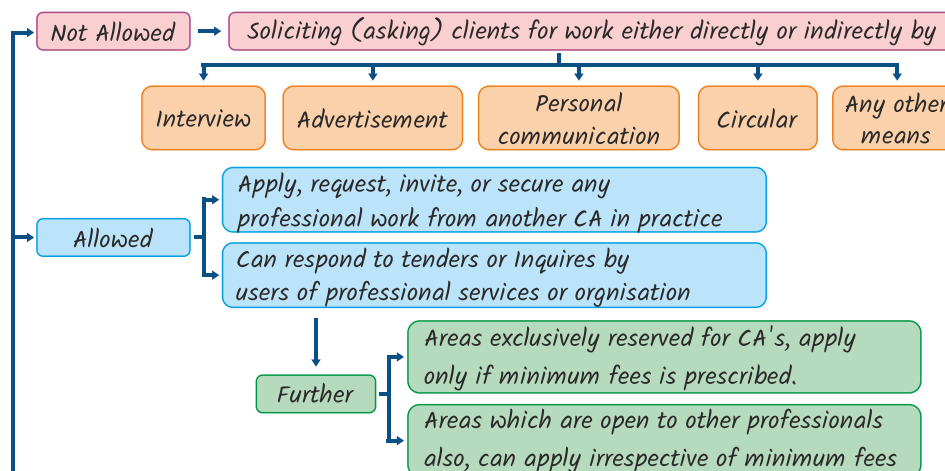 Not Allowed
Soliciting (asking) clients for work either directly or indirectly by
Interview
Advertisement
Personal
communication
Circular
Any other
means
Apply, request, invite, or secure any
professional work from another CA in practice
Allowed
Can respond to tenders or Inquires by
users of professional services or orgnisation
Areas exclusively reserved for CA's, apply
only if minimum fees is prescribed.
Further
Areas which are open to other professionals
also, can apply irrespective of minimum fees